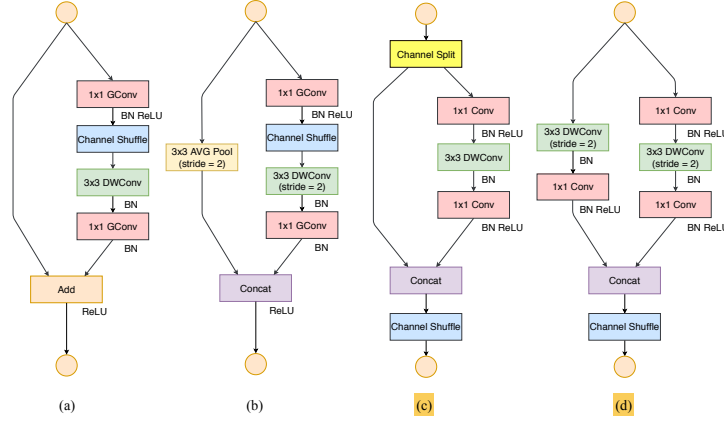 1x1 GConv
BN ReLU
Channel Shuffle
3x3 DWConv
BN
1x1 GConv
BN
Add
ReLU
(a)
3x3 AVG Pool
(stride = 2)
1x1 GConv
BN ReLU
Channel Shuffle
3x3 DWConv
(stride = 2)
BN
1x1 GConv
BN
Concat
ReLU
(b)
Channel Split
1x1 Conv
BN ReLU
3x3 DWConv
BN
1x1 Conv
BN ReLU
Concat
Channel Shuffle
(c)
3x3 DWConv
(stride = 2)
BN
1x1 Conv
BN ReLU
1x1 Conv
BN ReLU
3x3 DWConv
(stride = 2)
BN
1x1 Conv
BN ReLU
Concat
Channel Shuffle
(d)